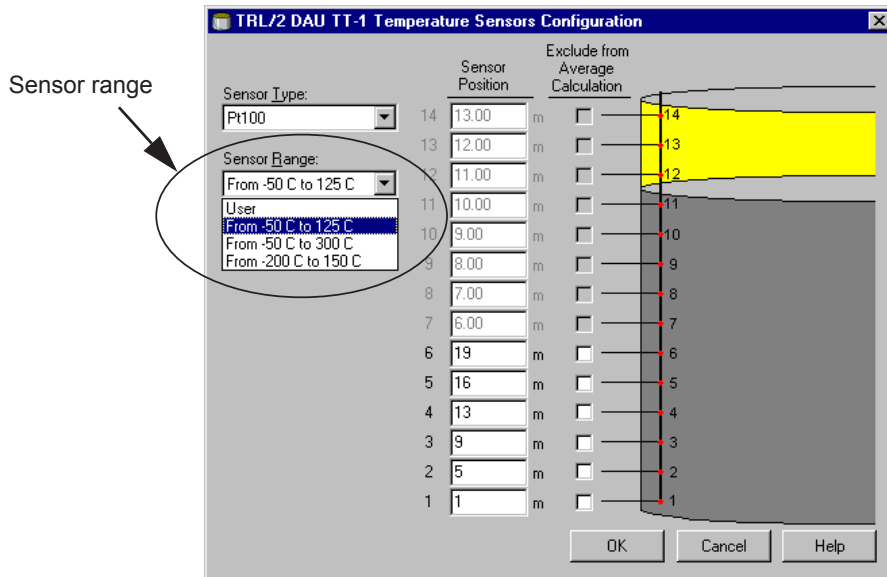 TRL/2 DAU TT-1 Temperature Sensors Configuration
Sensor range
Sensor Type:
Pt100
Sensor Range:
From -50 C to 125 C
User
From -50 C to 125 C
From -50 C to 300 C
From -200 C to 150 C
Sensor Position
Exclude from Average Calculation
14 13.00 m 14
13 12.00 m 13
12 11.00 m 12
11 10.00 m 11
10 9.00 m 10
9 8.00 m 9
8 7.00 m 8
7 6.00 m 7
6 19 m 6
5 16 m 5
4 13 m 4
3 9 m 3
2 5 m 2
1 1 m 1
OK Cancel Help